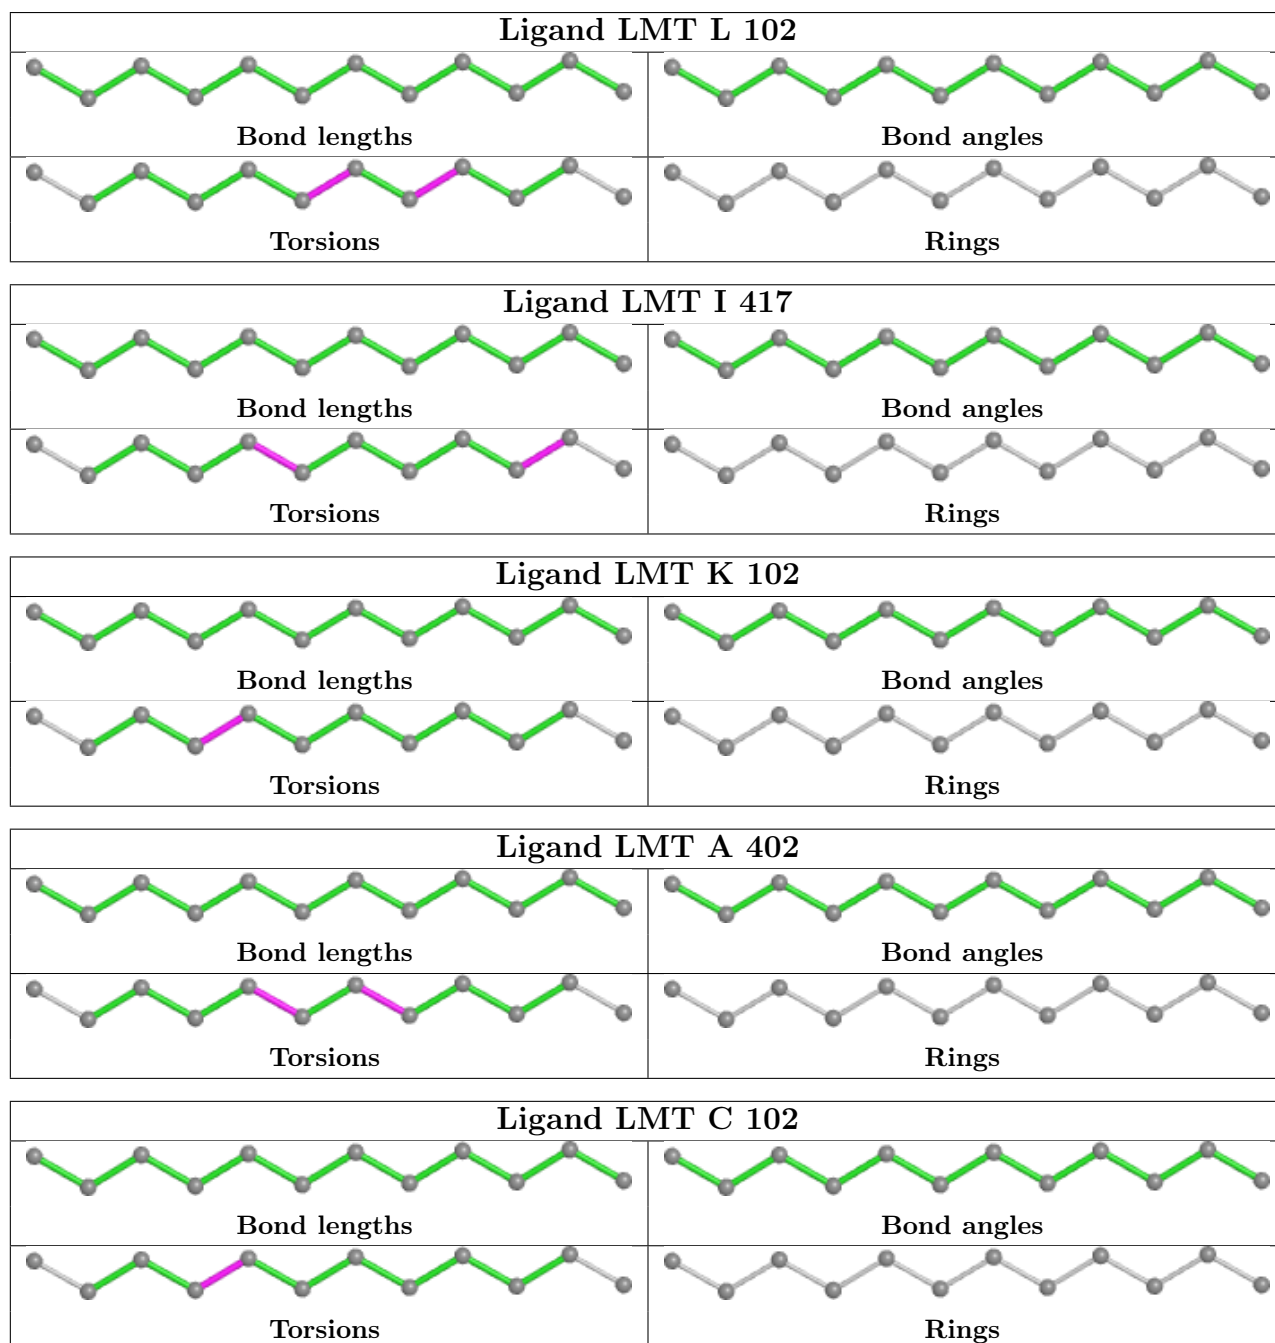 Ligand LMT L 102
Bond lengths Bond angles
Torsions Rings
Ligand LMT I 417
Bond lengths Bond angles
Torsions Rings
Ligand LMT K 102
Bond lengths Bond angles
Torsions Rings
Ligand LMT A 402
Bond lengths Bond angles
Torsions Rings
Ligand LMT C 102
Bond lengths Bond angles
Torsions Rings